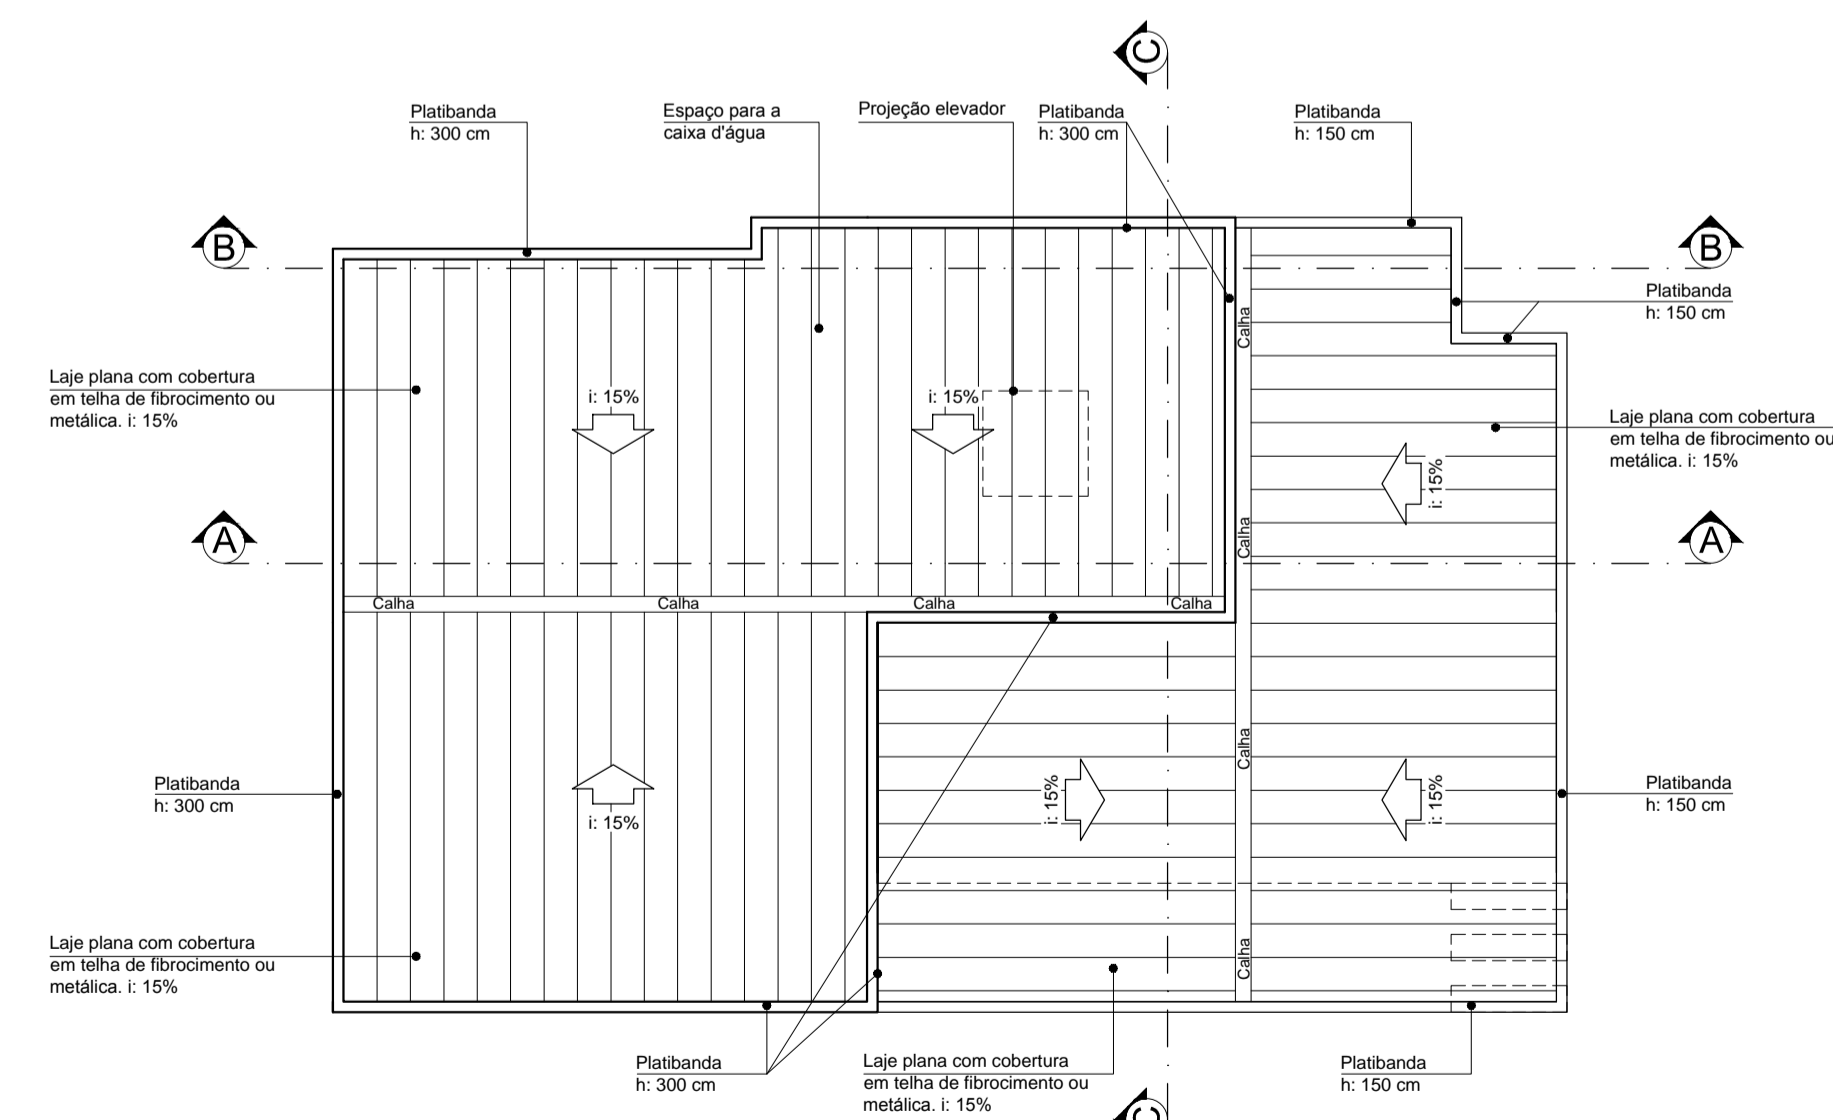 C
Platibanda
h: 300 cm
Espaço para a
caixa d'água
Projeção elevador
Platibanda
h: 300 cm
Platibanda
h: 150 cm
B
B
Platibanda
h: 150 cm
Calha
Laje plana com cobertura
em telha de fibrocimento ou
metálica. i: 15%
i: 15%
i: 15%
Laje plana com cobertura
em telha de fibrocimento ou
metálica. i: 15%
i: 15%
A
Calha
A
Calha
Calha
Calha
Calha
Platibanda
h: 300 cm
i: 15%
i: 15%
Calha
i: 15%
Platibanda
h: 150 cm
Laje plana com cobertura
em telha de fibrocimento ou
metálica. i: 15%
Calha
Platibanda
h: 300 cm
Laje plana com cobertura
em telha de fibrocimento ou
metálica. i: 15%
Platibanda
h: 150 cm
C